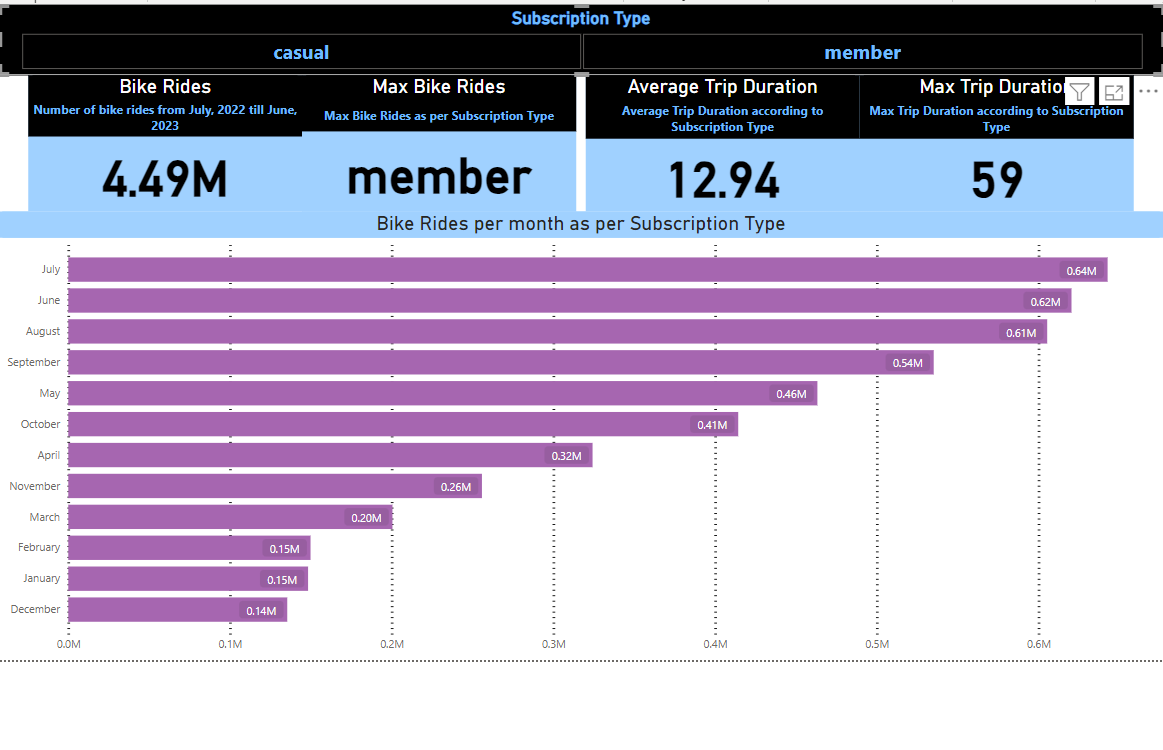 Subscription Type
casual
member
Bike Rides
Number of bike rides from July, 2022 till June,
2023
Max Bike Rides
Max Bike Rides as per Subscription Type
Average Trip Duration
Average Trip Duration according to
Subscription Type
Max Trip Duratio
Max Trip Duration according to Subscription
Type
4.49M
member
12.94
59
Bike Rides per month as per Subscription Type
July 0.64M
June 0.62M
August 0.61M
September 0.54M
May 0.46M
October 0.41M
April 0.32M
November 0.26M
March 0.20M
February 0.15M
January 0.15M
December 0.14M
0.0M 0.1M 0.2M 0.3M 0.4M 0.5M 0.6M